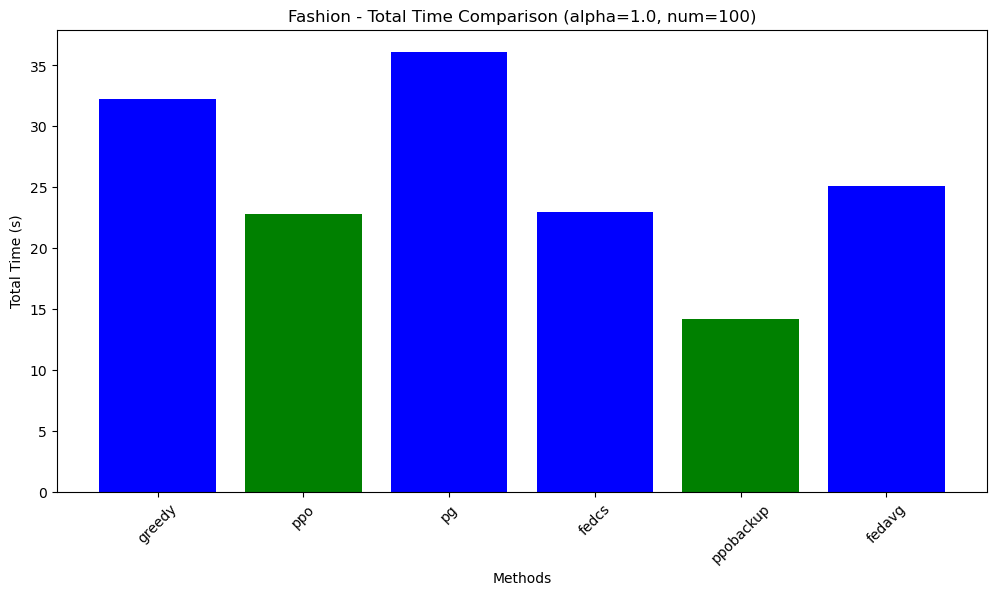 Fashion - Total Time Comparison (alpha=1.0, num=100)
Total Time (s)
35
30
25
20
15
10
5
0
greedy
ppo
pg
fedcs
ppobackup
fedavg
Methods